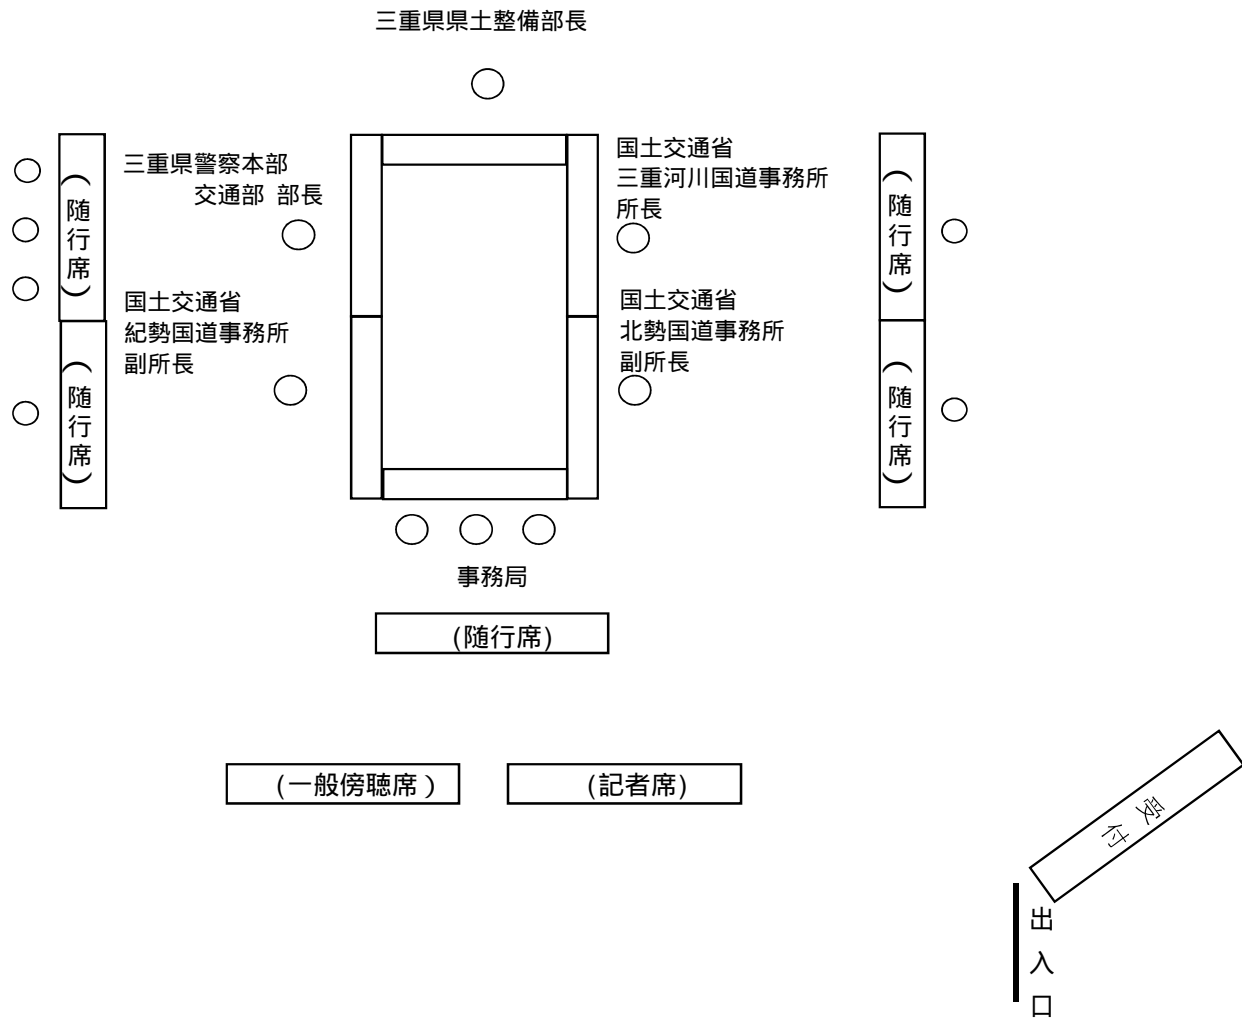 三重県県土整備部長
三重県警察本部
交通部 部長
国土交通省
三重河川国道事務所
所長
(随行席)
(随行席)
国土交通省
紀勢国道事務所
副所長
国土交通省
北勢国道事務所
副所長
(随行席)
(随行席)
事務局
(随行席)
(一般傍聴席)
(記者席)
受付
出入口